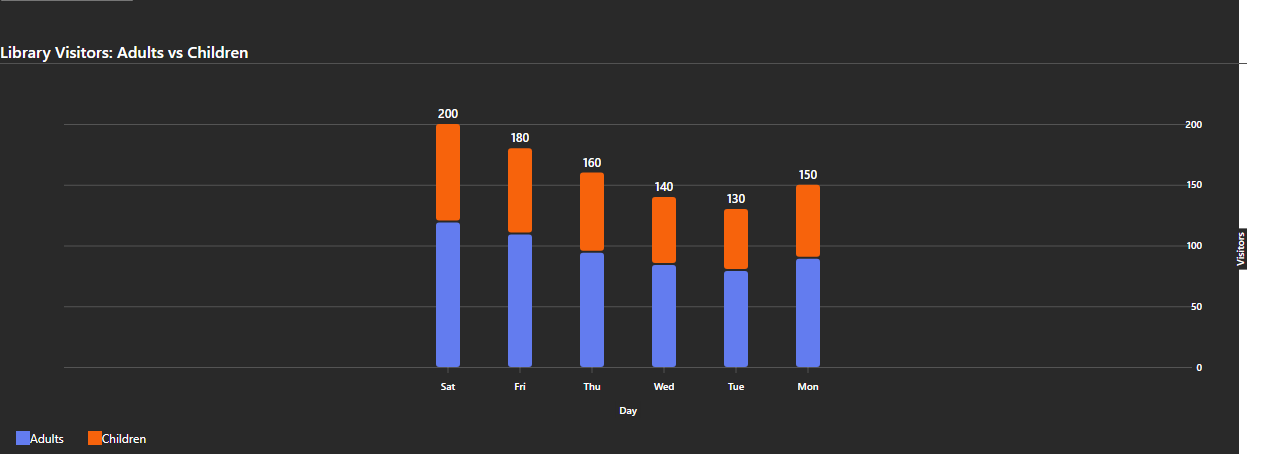 Library Visitors: Adults vs Children
200
180
160
140
130
150
200
150
100
50
0
Visitors
Sat Fri Thu Wed Tue Mon
Day
Adults Children